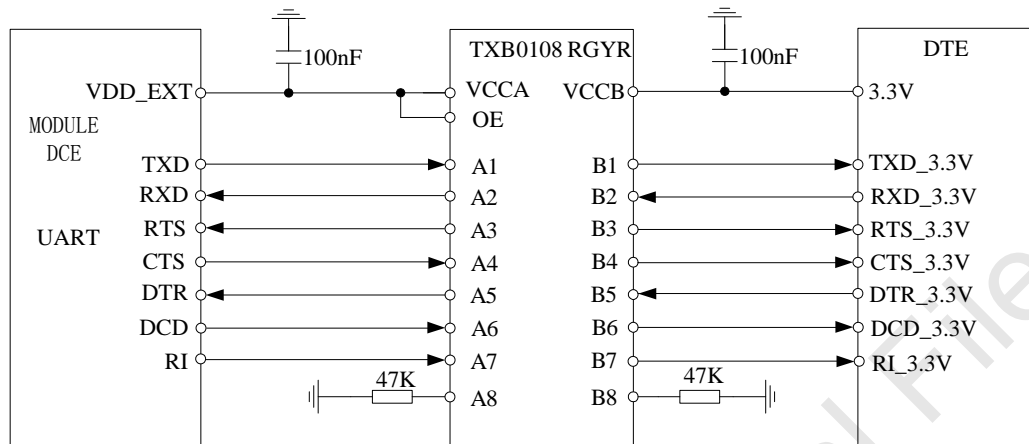 100nF
TXB0108 RGYR
100nF
DTE
VDD_EXT
VCCA
VCCB
3.3V
OE
MODULE
DCE
TXD
A1
B1
TXD_3.3V
RXD
A2
B2
RXD_3.3V
RTS
A3
B3
RTS_3.3V
UART
CTS
A4
B4
CTS_3.3V
DTR
A5
B5
DTR_3.3V
DCD
A6
B6
DCD_3.3V
RI
A7
B7
RI_3.3V
47K
A8
B8
47K
File